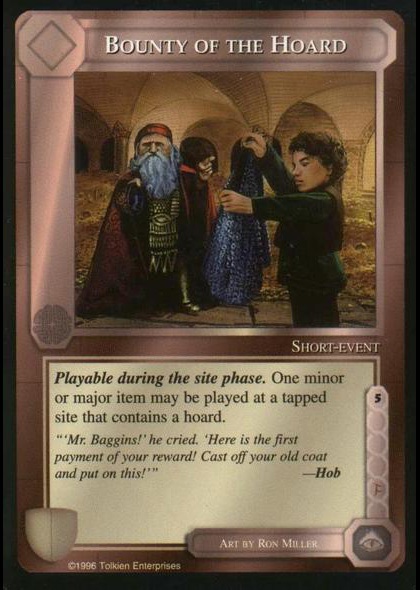 BOUNTY OF THE HOARD
SHORT-EVENT
Playable during the site phase. One minor
or major item may be played at a tapped
site that contains a hoard.
"'Mr. Baggins!' he cried. 'Here is the first
payment of your reward! Cast off your old coat
and put on this!'" —Hob
5
F
ART BY RON MILLER
©1996 Tolkien Enterprises